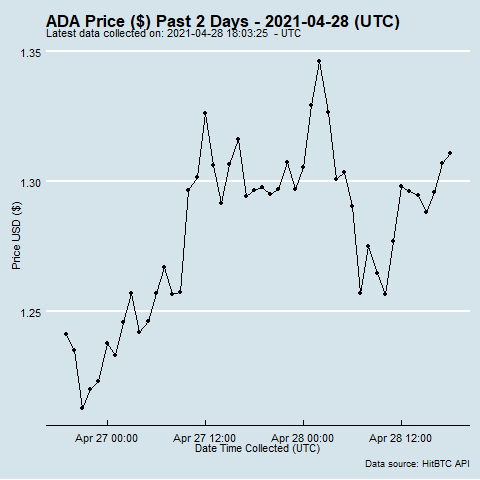 ADA Price ($) Past 2 Days - 2021-04-28 (UTC)
Latest data collected on: 2021-04-28 18:03:25 - UTC
1.35
1.30
1.25
Price USD ($)
Apr 27 00:00 Apr 27 12:00 Apr 28 00:00 Apr 28 12:00
Date Time Collected (UTC)
Data source: HitBTC API